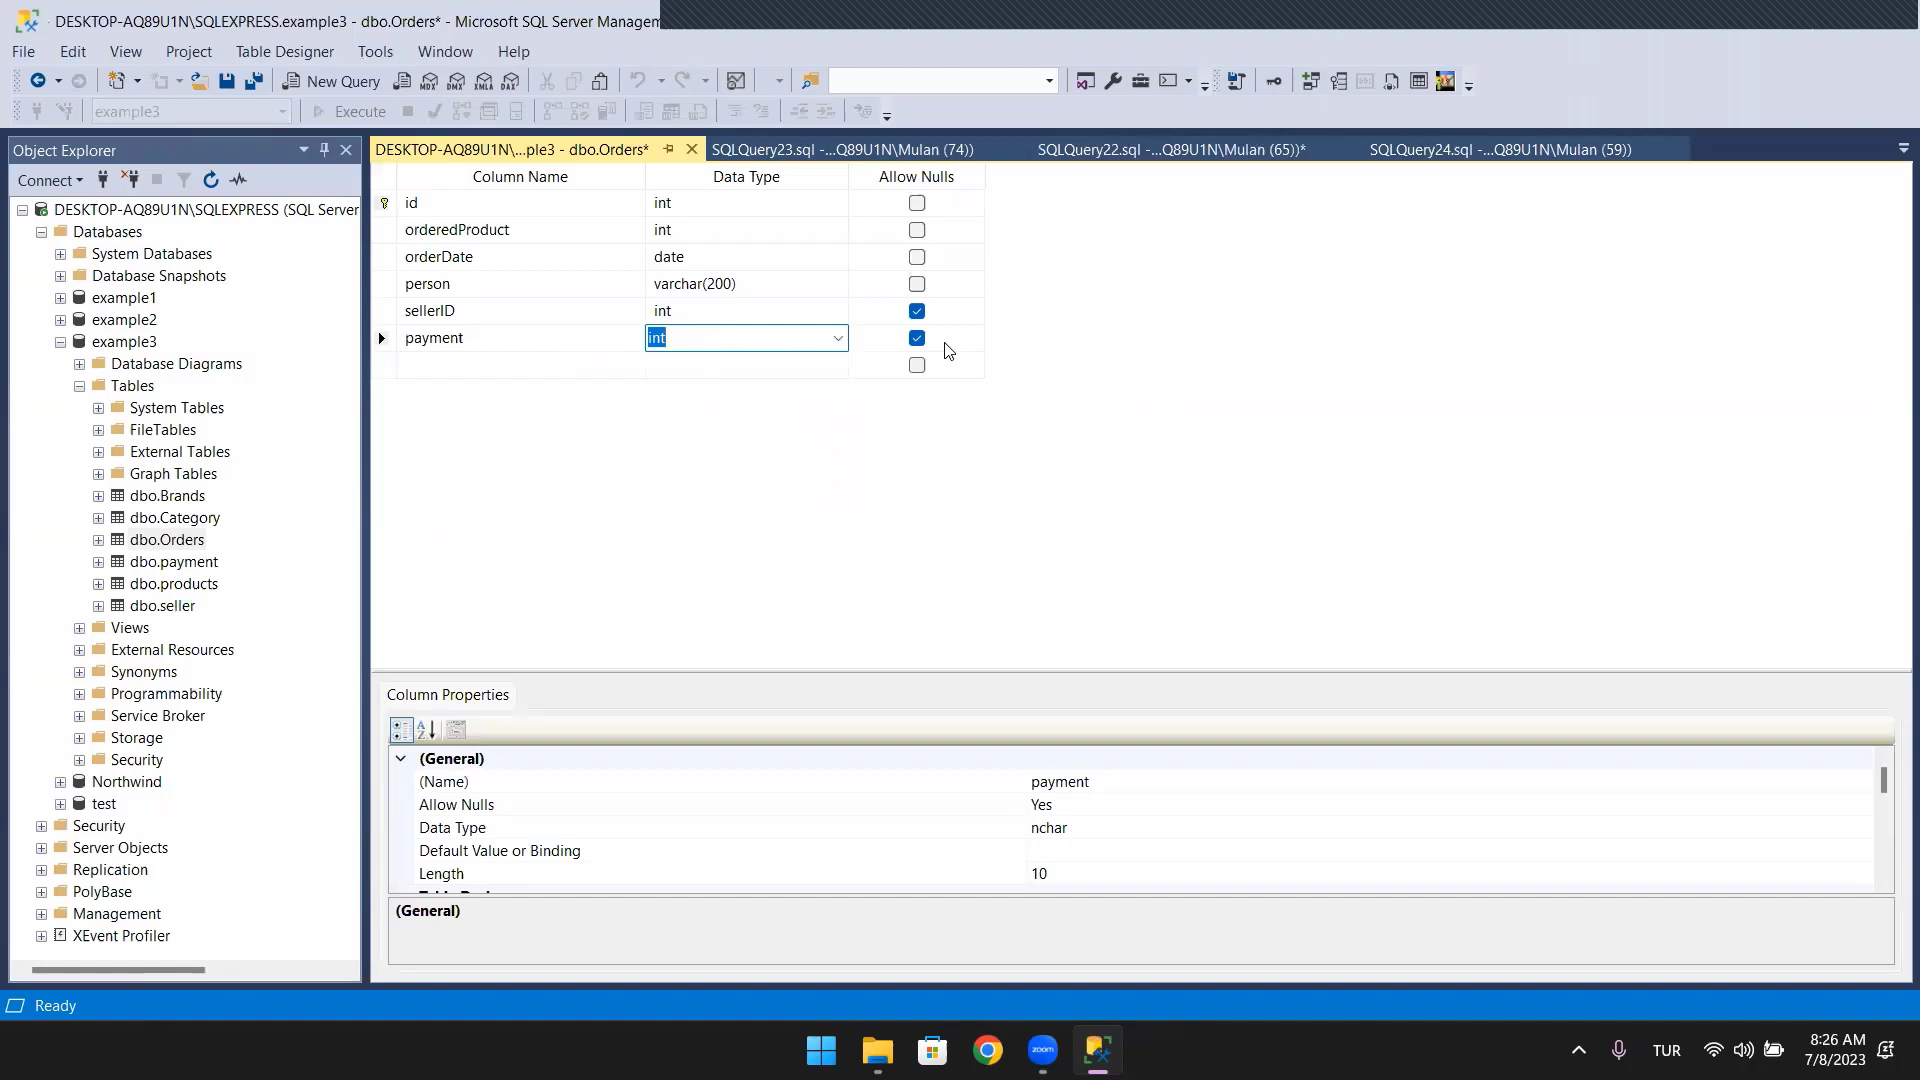 DESKTOP-AQ89U1N\SQLEXPRESS.example3 - dbo.Orders* - Microsoft SQL Server Managem
File Edit View Project Table Designer Tools Window Help
New Query MDX DMX XMLA DAX
example3 Execute
Object Explorer
DESKTOP-AQ89U1N\...ple3 - dbo.Orders* SQLQuery23.sql -...Q89U1N\Mulan (74)) SQLQuery22.sql -...Q89U1N\Mulan (65))* SQLQuery24.sql -...Q89U1N\Mulan (59))
Connect
DESKTOP-AQ89U1N\SQLEXPRESS (SQL Server
Databases
System Databases
Database Snapshots
example1
example2
example3
Database Diagrams
Tables
System Tables
FileTables
External Tables
Graph Tables
dbo.Brands
dbo.Category
dbo.Orders
dbo.payment
dbo.products
dbo.seller
Views
External Resources
Synonyms
Programmability
Service Broker
Storage
Security
Northwind
test
Security
Server Objects
Replication
PolyBase
Management
XEvent Profiler
Column Name Data Type Allow Nulls
id int
orderedProduct int
orderDate date
person varchar(200)
sellerID int
payment int
Column Properties
(General)
(Name) payment
Allow Nulls Yes
Data Type nchar
Default Value or Binding
Length 10
(General)
Ready
zoom
TUR
8:26 AM
7/8/2023